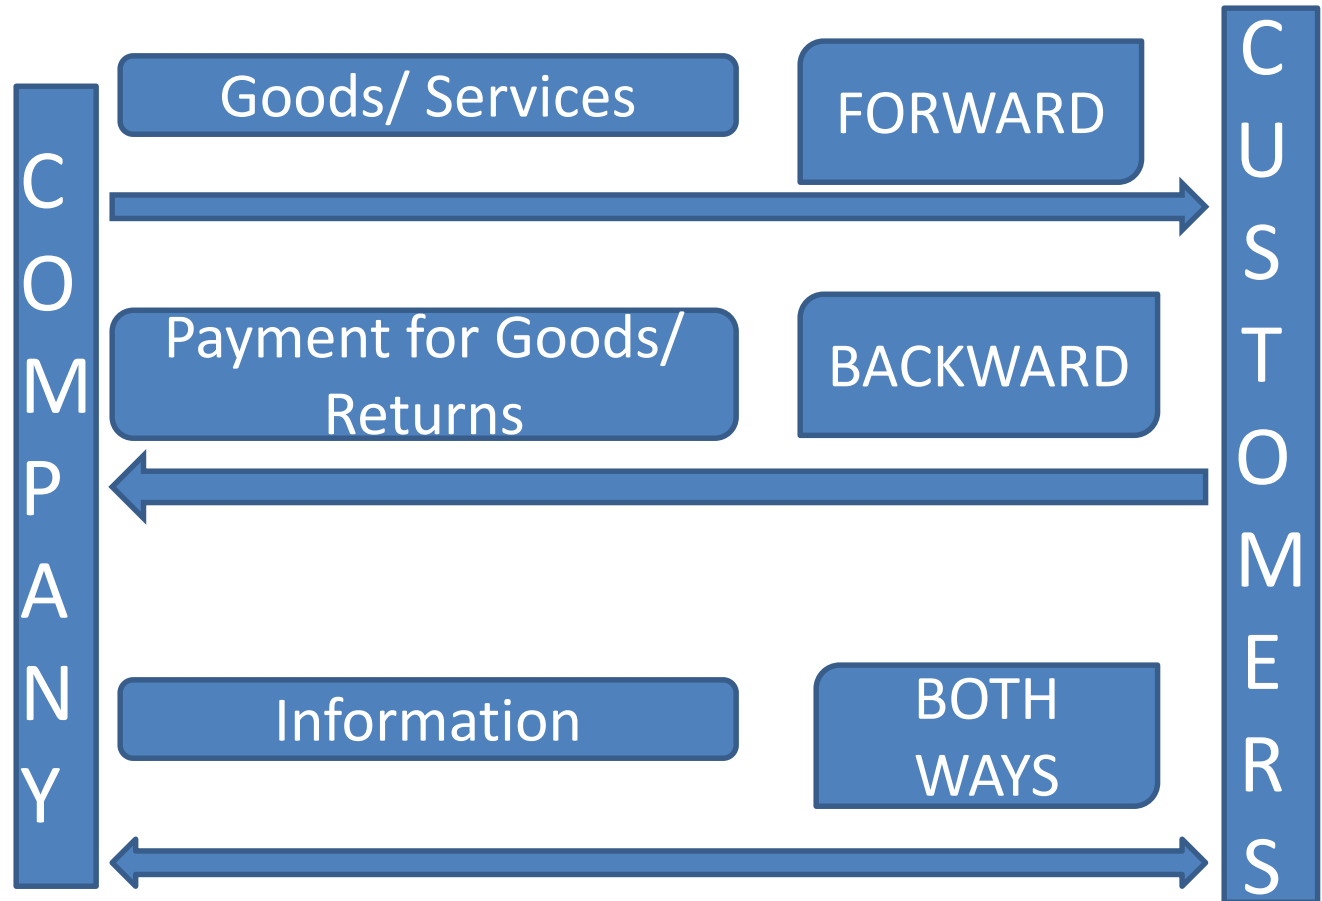 COMPANY
Goods/ Services
FORWARD
Payment for Goods/
Returns
BACKWARD
Information
BOTH
WAYS
CUSTOMERS